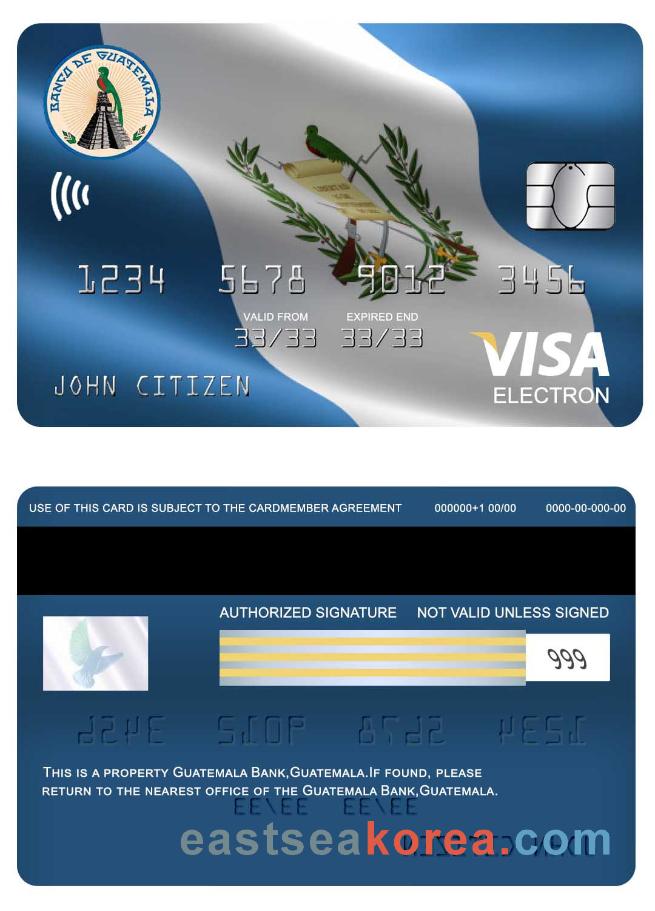 BANCO DE GUATEMALA
LIBERTAD
1234 5678 9012 3456
VALID FROM EXPIRED END
33/33 33/33
VISA
JOHN CITIZEN
ELECTRON
USE OF THIS CARD IS SUBJECT TO THE CARDMEMBER AGREEMENT 000000+1 00/00 0000-00-000-00
AUTHORIZED SIGNATURE NOT VALID UNLESS SIGNED
999
THIS IS A PROPERTY GUATEMALA BANK,GUATEMALA.IF FOUND, PLEASE
RETURN TO THE NEAREST OFFICE OF THE GUATEMALA BANK,GUATEMALA.
eastseakorea.com